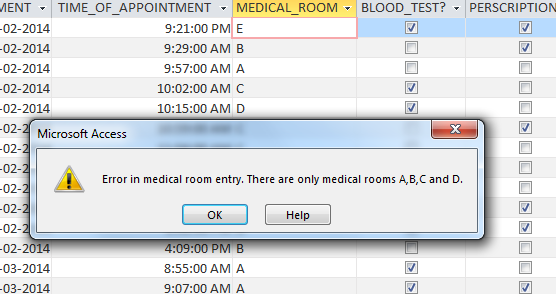 MENT TIME_OF_APPOINTMENT MEDICAL_ROOM BLOOD_TEST? PERSCRIPTION
-02-2014 9:21:00 PM E
-02-2014 9:29:00 AM B
-02-2014 9:57:00 AM A
-02-2014 10:02:00 AM C
-02-2014 10:15:00 AM D
Microsoft Access
Error in medical room entry. There are only medical rooms A,B,C and D.
OK Help
-02-2014 4:09:00 PM B
-03-2014 8:55:00 AM A
-03-2014 9:07:00 AM A